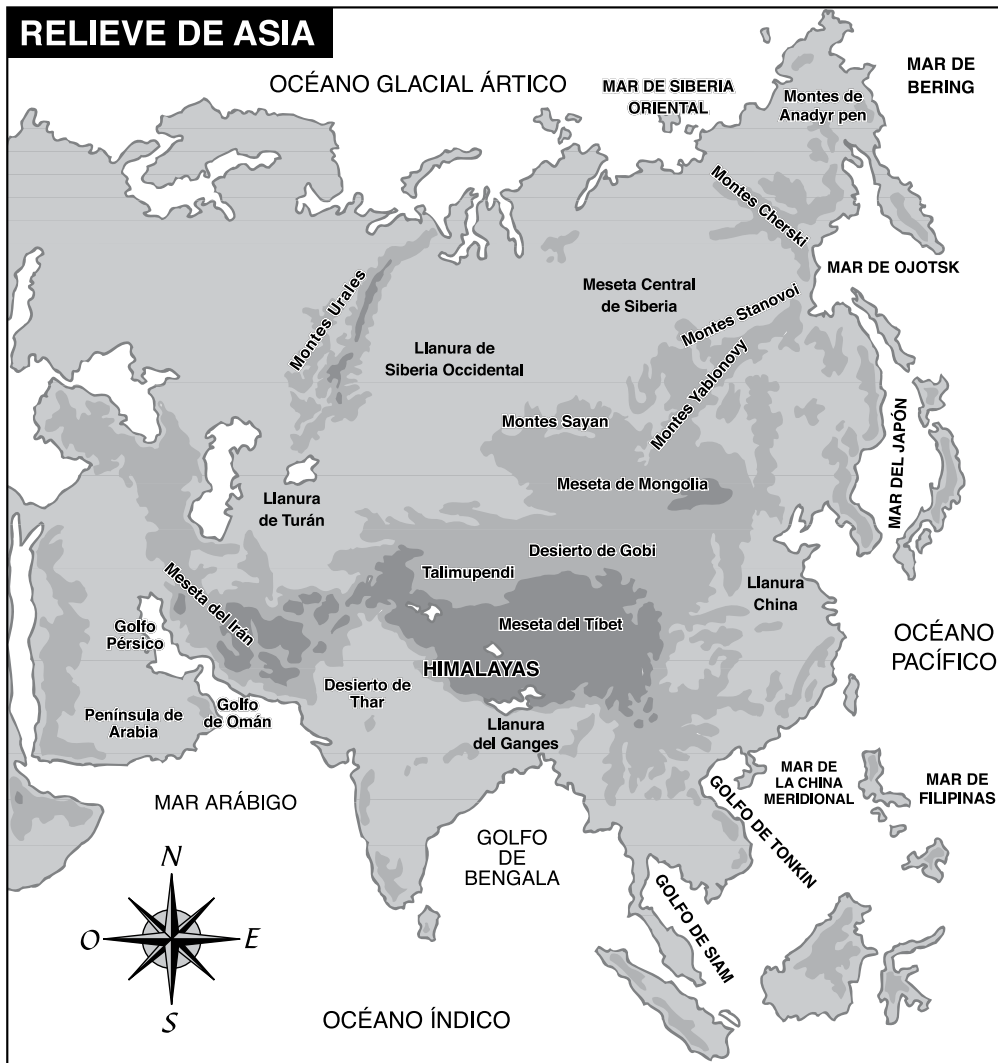 RELIEVE DE ASIA
OCÉANO GLACIAL ÁRTICO
MAR DE SIBERIA
ORIENTAL
MAR DE
BERING
Montes de
Anadyr pen
Montes Cherski
MAR DE OJOTSK
Meseta Central
de Siberia
Montes Urales
Montes Stanovoi
Llanura de
Siberia Occidental
Montes Yablonovy
Montes Sayan
MAR DEL JAPÓN
Meseta de Mongolia
Llanura
de Turán
Desierto de Gobi
Talimupendi
Llanura
China
Meseta del Irán
Meseta del Tíbet
Golfo
Pérsico
OCÉANO
PACÍFICO
HIMALAYAS
Desierto de
Thar
Península de
Arabia
Golfo
de Omán
Llanura
del Ganges
MAR DE
LA CHINA
MERIDIONAL
MAR DE
FILIPINAS
MAR ARÁBIGO
GOLFO DE TONKIN
GOLFO
DE
BENGALA
GOLFO DE SIAM
N
O
E
S
OCÉANO ÍNDICO